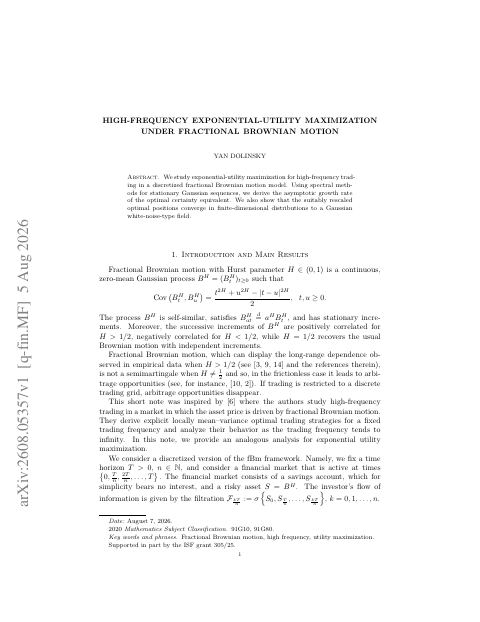 HIGH-FREQUENCY EXPONENTIAL-UTILITY MAXIMIZATION
UNDER FRACTIONAL BROWNIAN MOTION
YAN DOLINSKY
Abstract. We study exponential-utility maximization for high-frequency trad-
ing in a discretized fractional Brownian motion model. Using spectral meth-
ods for stationary Gaussian sequences, we derive the asymptotic growth rate
of the optimal certainty equivalent. We also show that the suitably rescaled
optimal positions converge in finite-dimensional distributions to a Gaussian
white-noise-type field.
1. Introduction and Main Results
Fractional Brownian motion with Hurst parameter H ∈ (0, 1) is a continuous,
zero-mean Gaussian process B^H = (B_t^H)_{t≥0} such that
Cov (B_t^H, B_u^H) = (t^{2H} + u^{2H} − |t − u|^{2H}) / 2, t, u ≥ 0.
The process B^H is self-similar, satisfies B_{at}^H =^d a^H B_t^H, and has stationary incre-
ments. Moreover, the successive increments of B^H are positively correlated for
H > 1/2, negatively correlated for H < 1/2, while H = 1/2 recovers the usual
Brownian motion with independent increments.
Fractional Brownian motion, which can display the long-range dependence ob-
served in empirical data when H > 1/2 (see [3, 9, 14] and the references therein),
is not a semimartingale when H ≠ 1/2 and so, in the frictionless case it leads to arbi-
trage opportunities (see, for instance, [10, 2]). If trading is restricted to a discrete
trading grid, arbitrage opportunities disappear.
This short note was inspired by [6] where the authors study high-frequency
trading in a market in which the asset price is driven by fractional Brownian motion.
They derive explicit locally mean–variance optimal trading strategies for a fixed
trading frequency and analyze their behavior as the trading frequency tends to
infinity. In this note, we provide an analogous analysis for exponential utility
maximization.
We consider a discretized version of the fBm framework. Namely, we fix a time
horizon T > 0, n ∈ ℕ, and consider a financial market that is active at times
{0, T/n, 2T/n, . . . , T}. The financial market consists of a savings account, which for
simplicity bears no interest, and a risky asset S = B^H. The investor's flow of
information is given by the filtration F_{kT/n} := σ {S_0, S_{T/n}, . . . , S_{kT/n}}, k = 0, 1, . . . , n.
Date: August 7, 2026.
2020 Mathematics Subject Classification. 91G10, 91G80.
Key words and phrases. Fractional Brownian motion, high frequency, utility maximization.
Supported in part by the ISF grant 305/25.
1
arXiv:2608.05357v1 [q-fin.MF] 5 Aug 2026